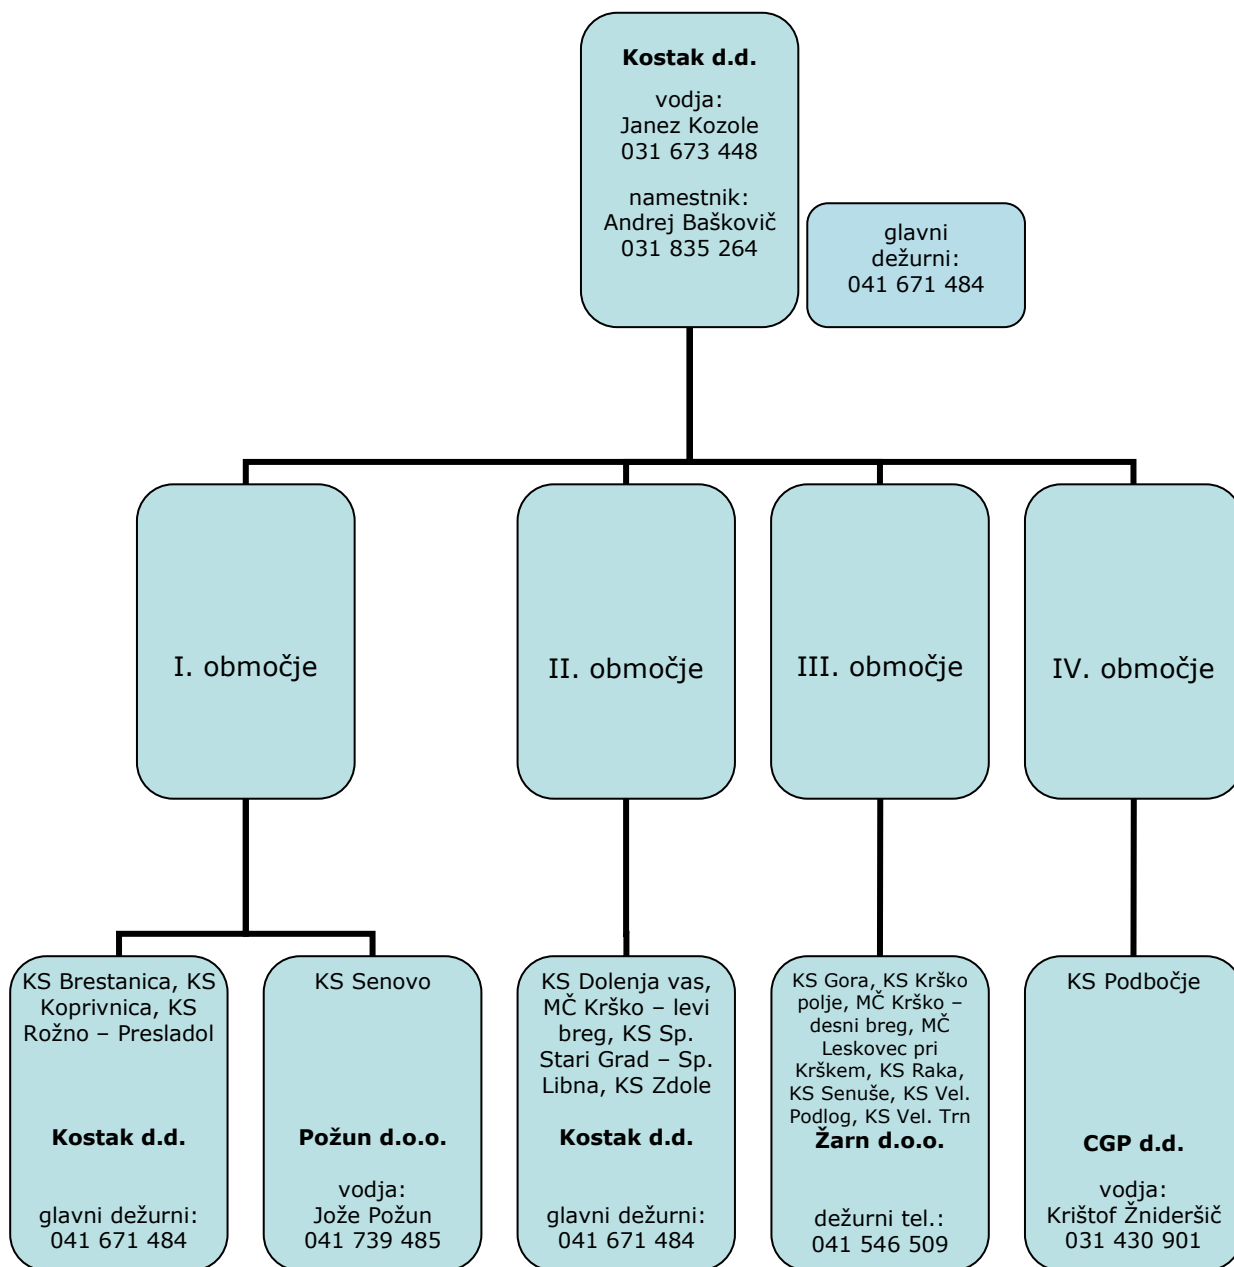 Kostak d.d.
vodja:
Janez Kozole
031 673 448
namestnik:
Andrej Baškovič
031 835 264
glavni
dežurni:
041 671 484
I. območje
II. območje
III. območje
IV. območje
KS Brestanica, KS
Koprivnica, KS
Rožno – Presladol
Kostak d.d.
glavni dežurni:
041 671 484
KS Senovo
Požun d.o.o.
vodja:
Jože Požun
041 739 485
KS Dolenja vas,
MČ Krško – levi
breg, KS Sp.
Stari Grad – Sp.
Libna, KS Zdole
Kostak d.d.
glavni dežurni:
041 671 484
KS Gora, KS Krško
polje, MČ Krško –
desni breg, MČ
Leskovec pri
Krškem, KS Raka,
KS Senuše, KS Vel.
Podlog, KS Vel. Trn
Žarn d.o.o.
dežurni tel.:
041 546 509
KS Podbočje
CGP d.d.
vodja:
Krištof Žnideršič
031 430 901